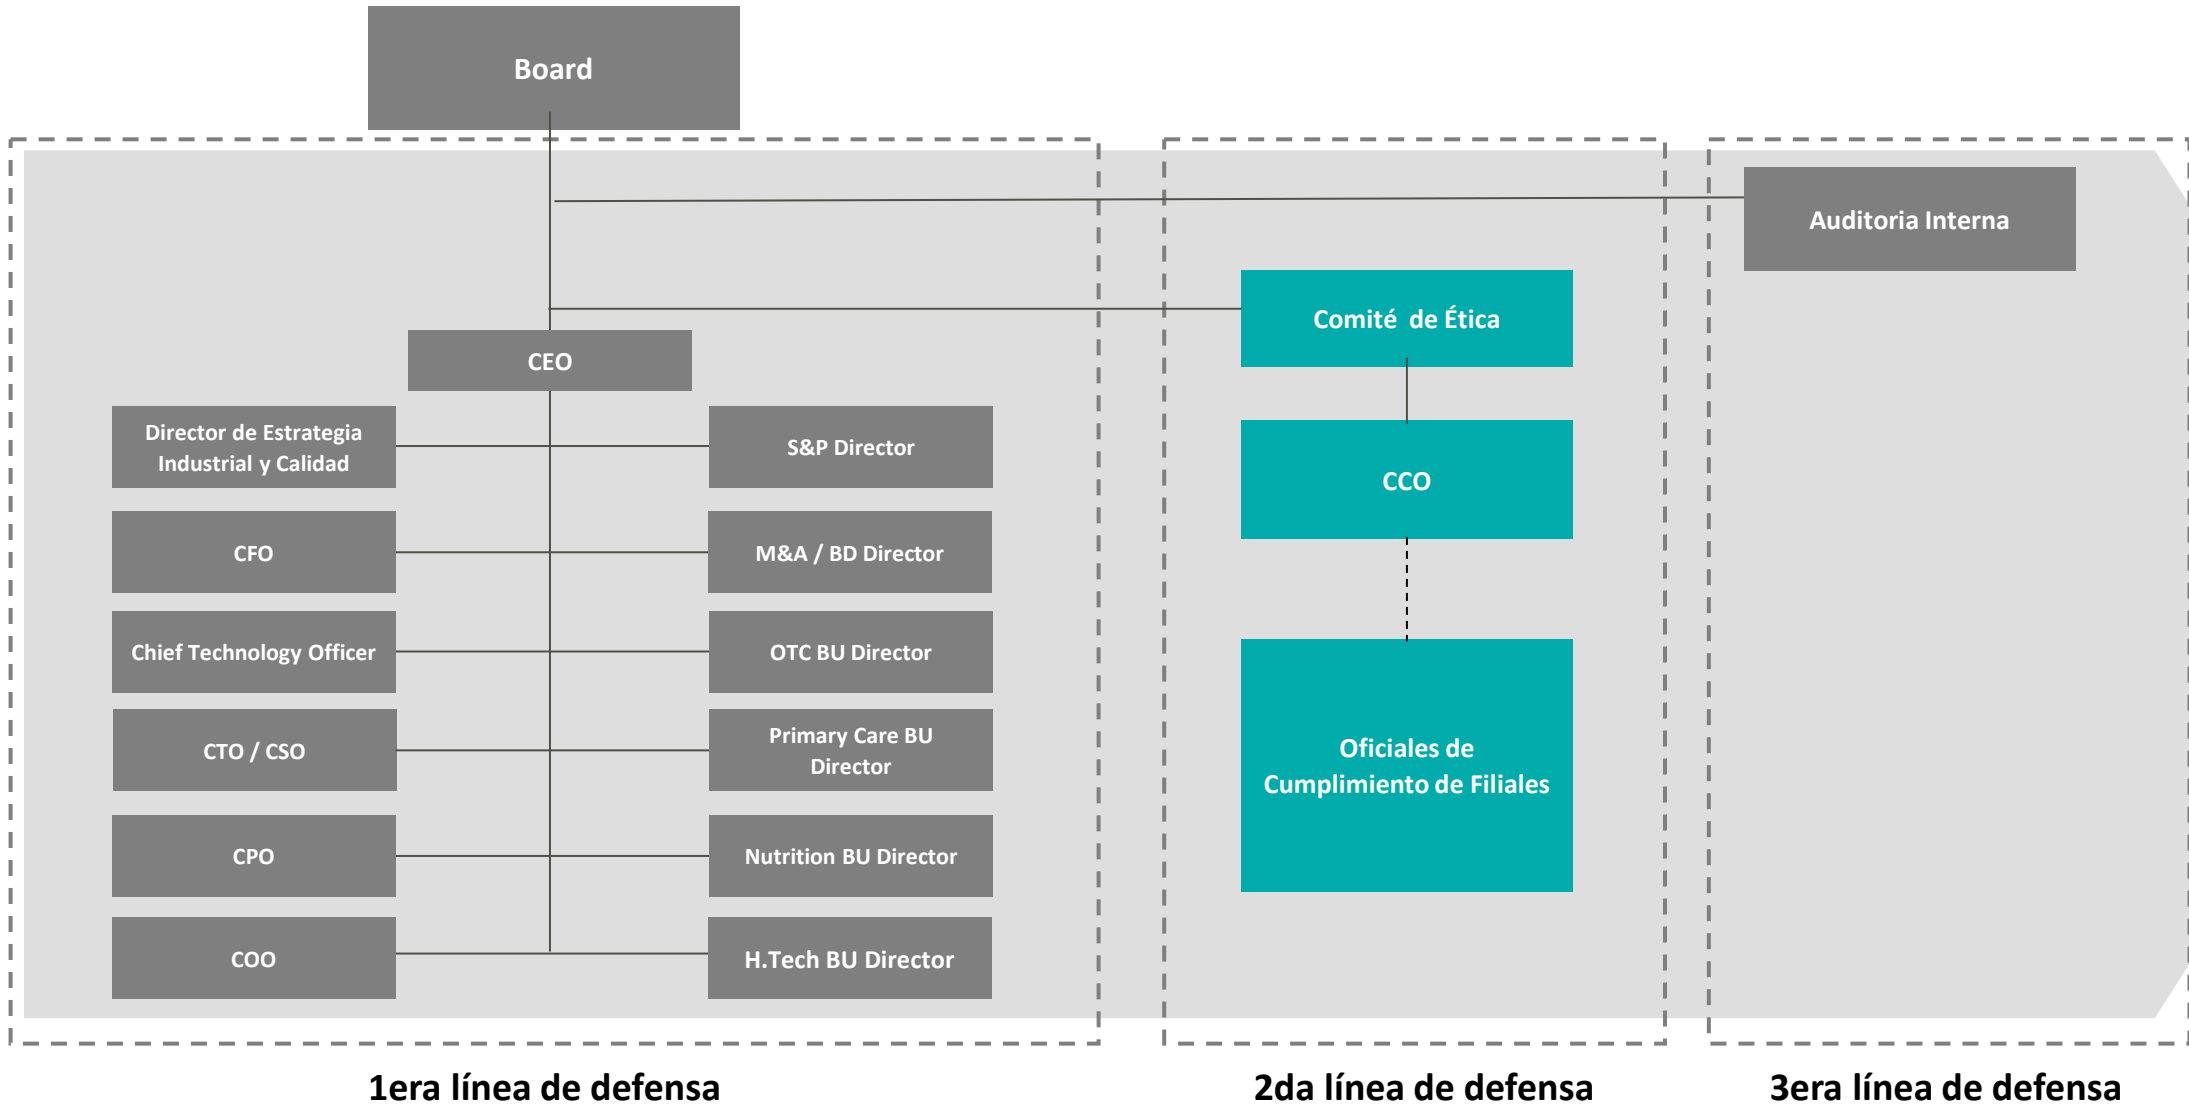 Board
Auditoria Interna
Comité de Ética
CEO
Director de Estrategia
Industrial y Calidad
S&P Director
CCO
CFO
M&A / BD Director
Chief Technology Officer
OTC BU Director
CTO / CSO
Primary Care BU
Director
Oficiales de
Cumplimiento de Filiales
CPO
Nutrition BU Director
COO
H.Tech BU Director
1era línea de defensa
2da línea de defensa
3era línea de defensa